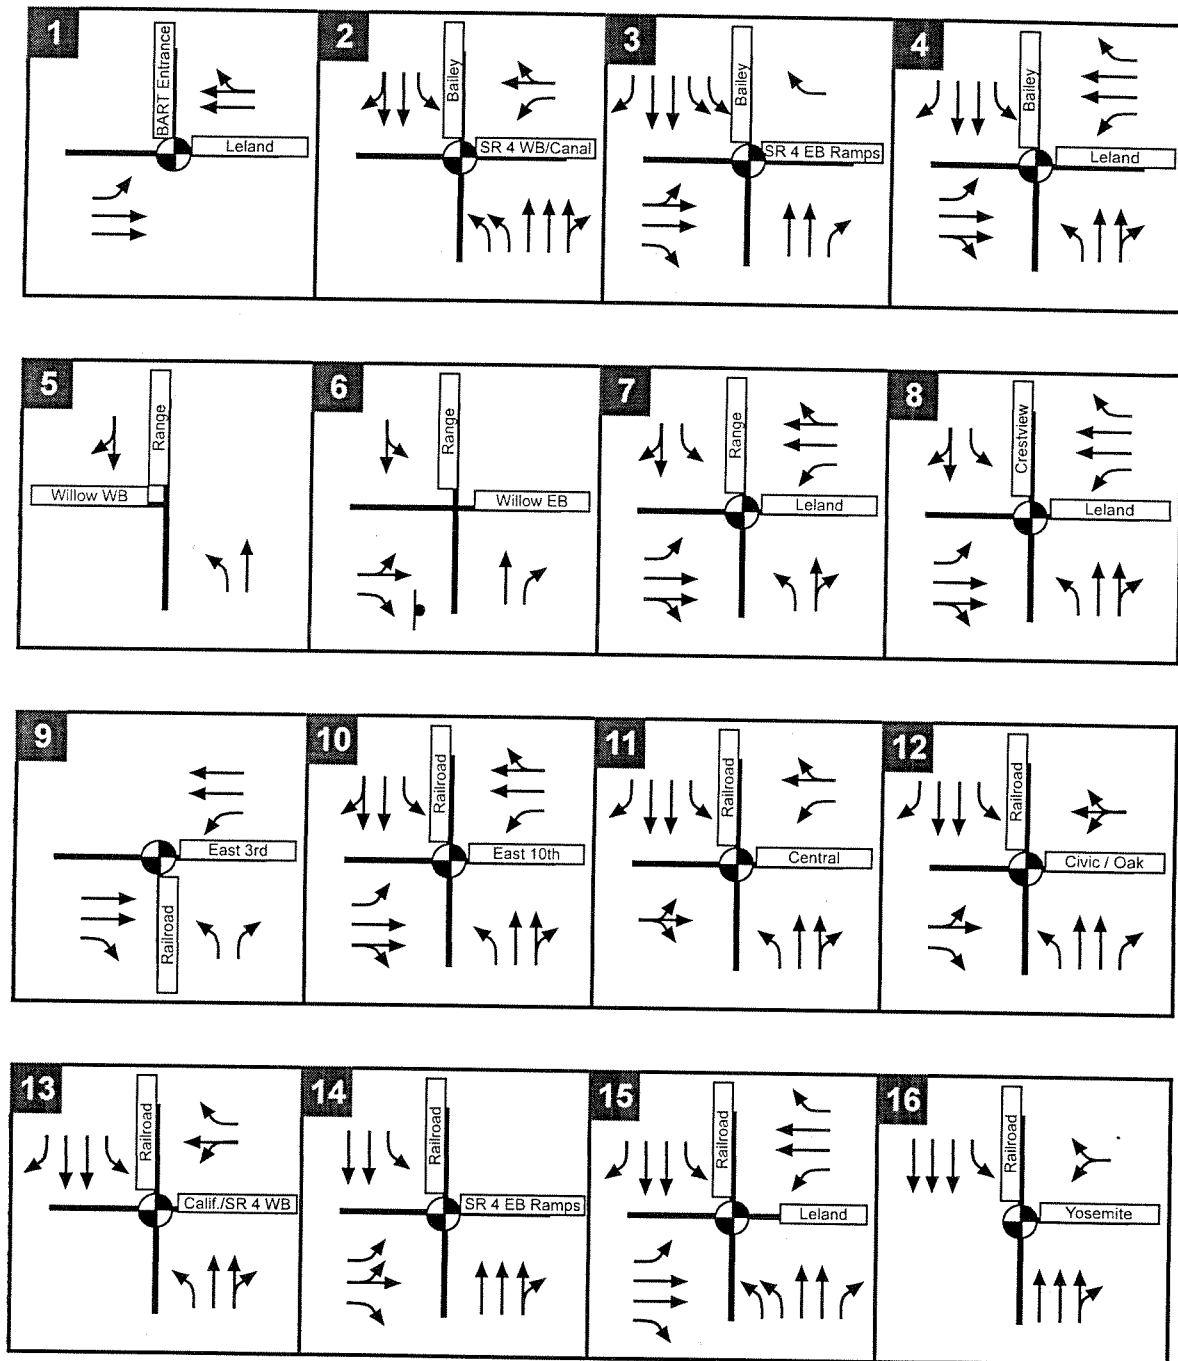 1
BART Entrance
Leland
2
Bailey
SR 4 WB/Canal
3
Bailey
SR 4 EB Ramps
4
Bailey
Leland
5
Range
Willow WB
6
Range
Willow EB
7
Range
Leland
8
Crestview
Leland
9
East 3rd
Railroad
10
Railroad
East 10th
11
Railroad
Central
12
Railroad
Civic / Oak
13
Railroad
Calif./SR 4 WB
14
Railroad
SR 4 EB Ramps
15
Railroad
Leland
16
Railroad
Yosemite